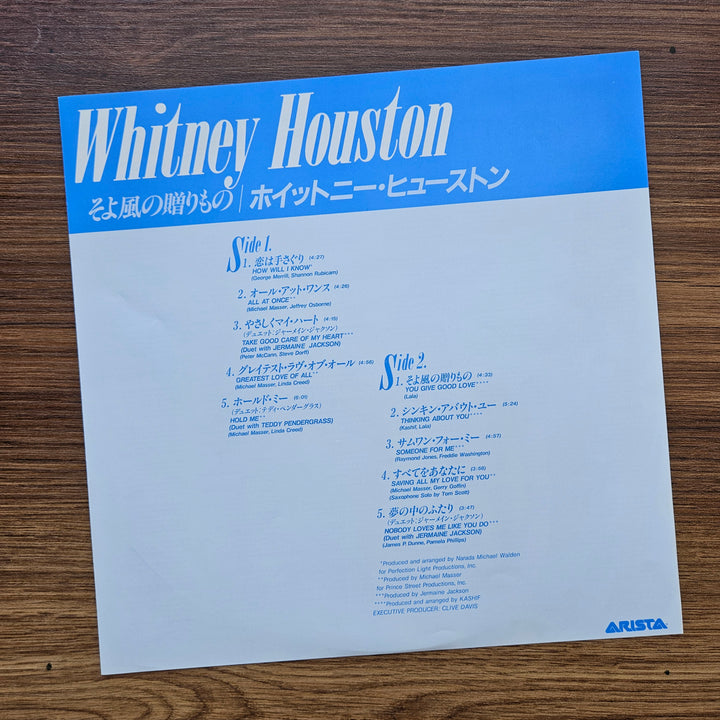 Whitney Houston
そよ風の贈りもの|ホイットニー・ヒューストン
Side 1.
1. 恋は手さぐり (4:27)
HOW WILL I KNOW*
(George Merrill, Shannon Rubicam)
2. オール・アット・ワンス (4:26)
ALL AT ONCE**
(Michael Masser, Jeffrey Osborne)
3. やさしくマイ・ハート (4:15)
(デュエット:ジャーメイン・ジャクソン)
TAKE GOOD CARE OF MY HEART***
(Duet with JERMAINE JACKSON)
(Peter McCann, Steve Dorff)
4. グレイテスト・ラヴ・オブ・オール (4:56)
GREATEST LOVE OF ALL**
(Michael Masser, Linda Creed)
5. ホールド・ミー (6:01)
(デュエット:テディ・ペンダーグラス)
HOLD ME**
(Duet with TEDDY PENDERGRASS)
(Michael Masser, Linda Creed)
Side 2.
1. そよ風の贈りもの (4:33)
YOU GIVE GOOD LOVE****
(Lala)
2. シンキン・アバウト・ユー (5:24)
THINKING ABOUT YOU****
(Kashif, Lala)
3. サムワン・フォー・ミー (4:57)
SOMEONE FOR ME***
(Raymond Jones, Freddie Washington)
4. すべてをあなたに (3:56)
SAVING ALL MY LOVE FOR YOU**
(Michael Masser, Gerry Goffin)
(Saxophone Solo by Tom Scott)
5. 夢の中のふたり (3:47)
(デュエット:ジャーメイン・ジャクソン)
NOBODY LOVES ME LIKE YOU DO***
(Duet with JERMAINE JACKSON)
(James P. Dunne, Pamela Phillips)
*Produced and arranged by Narada Michael Walden
for Perfection Light Productions, Inc.
**Produced by Michael Masser
for Prince Street Productions, Inc.
***Produced by Jermaine Jackson
****Produced and arranged by KASHIF
EXECUTIVE PRODUCER: CLIVE DAVIS
ARISTA